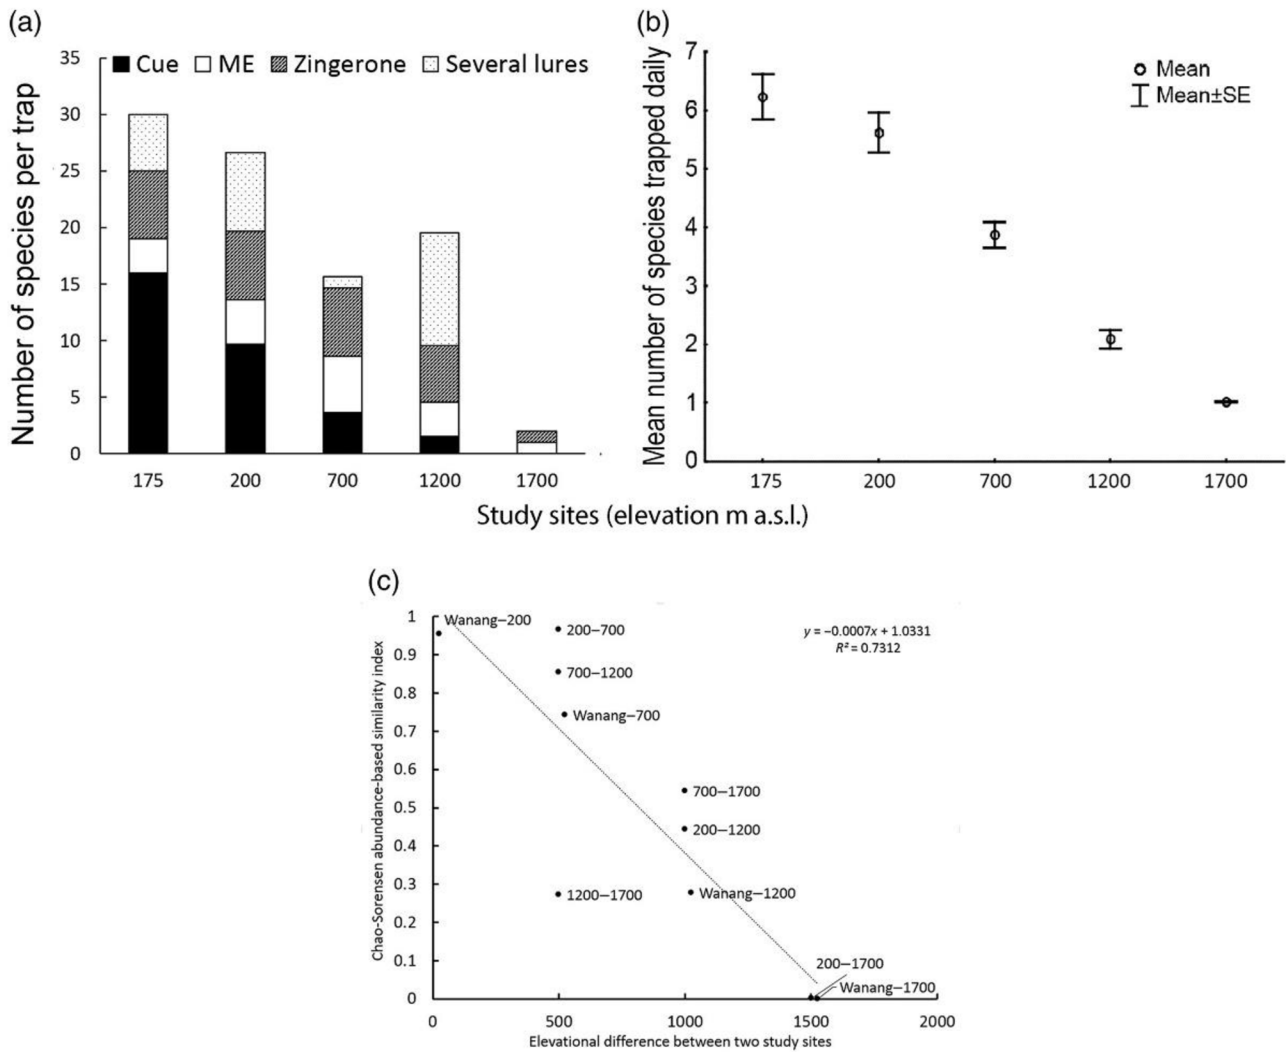 (a)
Number of species per trap
35
30
25
20
15
10
5
0
Cue ME Zingerone Several lures
175 200 700 1200 1700
(b)
Mean number of species trapped daily
7
6
5
4
3
2
1
0
Mean
Mean±SE
175 200 700 1200 1700
Study sites (elevation m a.s.l.)
(c)
Chao-Sorensen abundance-based similarity index
1
0.9
0.8
0.7
0.6
0.5
0.4
0.3
0.2
0.1
0
Wanang–200
200–700
y = –0.0007x + 1.0331
R² = 0.7312
700–1200
Wanang–700
700–1700
200–1200
1200–1700
Wanang–1200
200–1700
Wanang–1700
0 500 1000 1500 2000
Elevational difference between two study sites